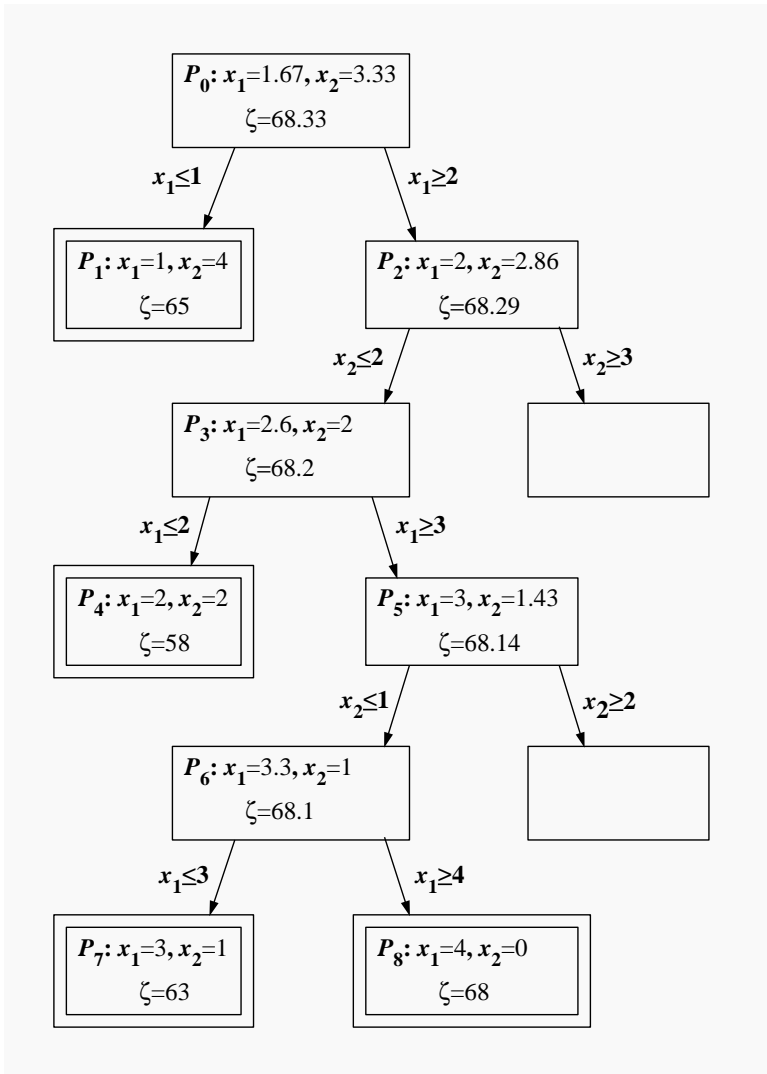 P₀: x₁=1.67, x₂=3.33
ζ=68.33
x₁≤1
x₁≥2
P₁: x₁=1, x₂=4
ζ=65
P₂: x₁=2, x₂=2.86
ζ=68.29
x₂≤2
x₂≥3
P₃: x₁=2.6, x₂=2
ζ=68.2
x₁≤2
x₁≥3
P₄: x₁=2, x₂=2
ζ=58
P₅: x₁=3, x₂=1.43
ζ=68.14
x₂≤1
x₂≥2
P₆: x₁=3.3, x₂=1
ζ=68.1
x₁≤3
x₁≥4
P₇: x₁=3, x₂=1
ζ=63
P₈: x₁=4, x₂=0
ζ=68